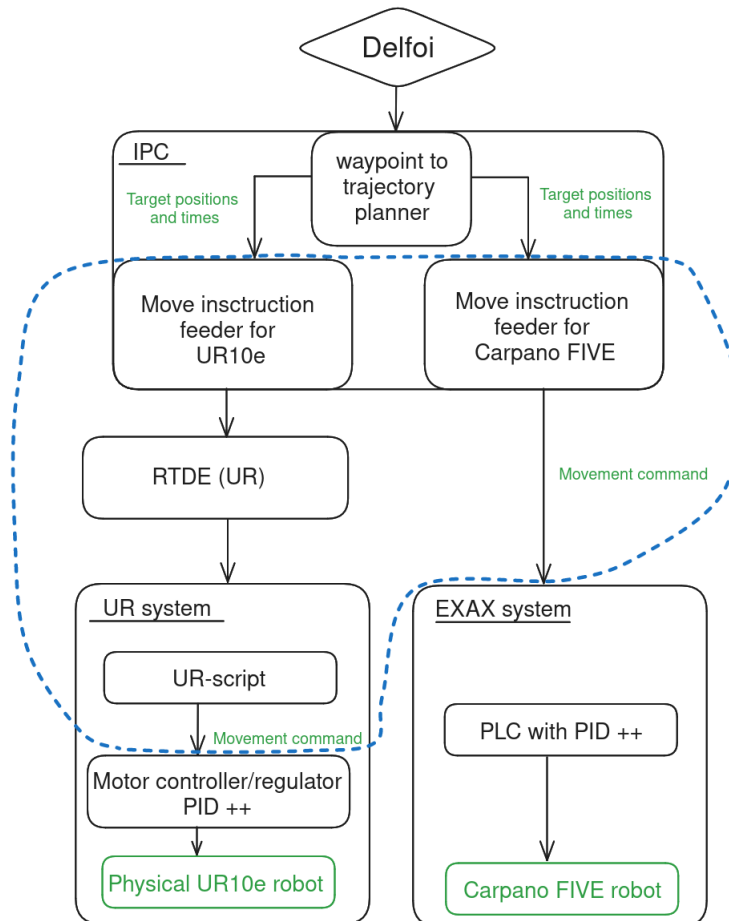 Delfoi
IPC
waypoint to
trajectory
planner
Target positions
and times
Target positions
and times
Move insctruction
feeder for
UR10e
Move insctruction
feeder for
Carpano FIVE
RTDE (UR)
Movement command
UR system
EXAX system
UR-script
PLC with PID ++
Movement command
Motor controller/regulator
PID ++
Physical UR10e robot
Carpano FIVE robot